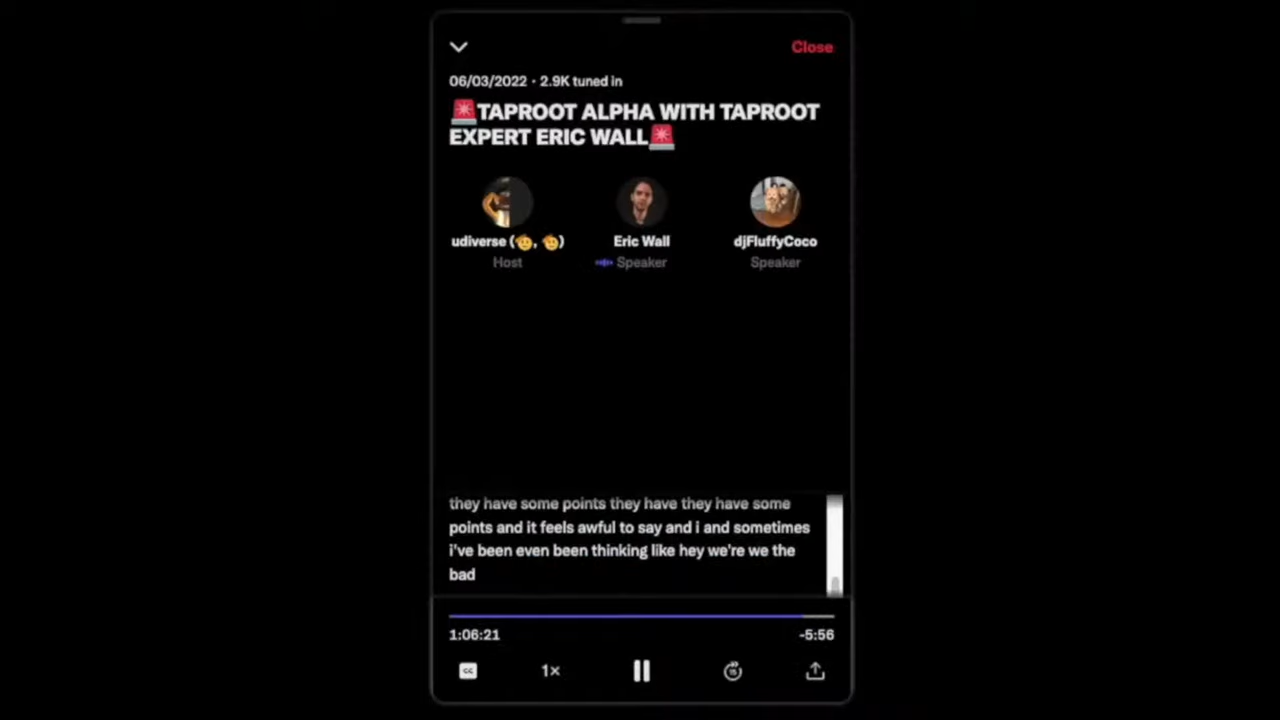 Close
06/03/2022 · 2.9K tuned in
🚨TAPROOT ALPHA WITH TAPROOT
EXPERT ERIC WALL🚨
udiverse (🧑, 🧑) Eric Wall djFluffyCoco
Host Speaker Speaker
they have some points they have they have some
points and it feels awful to say and i and sometimes
i've been even been thinking like hey we're we the
bad
1:06:21 -5:56
CC 1× 15